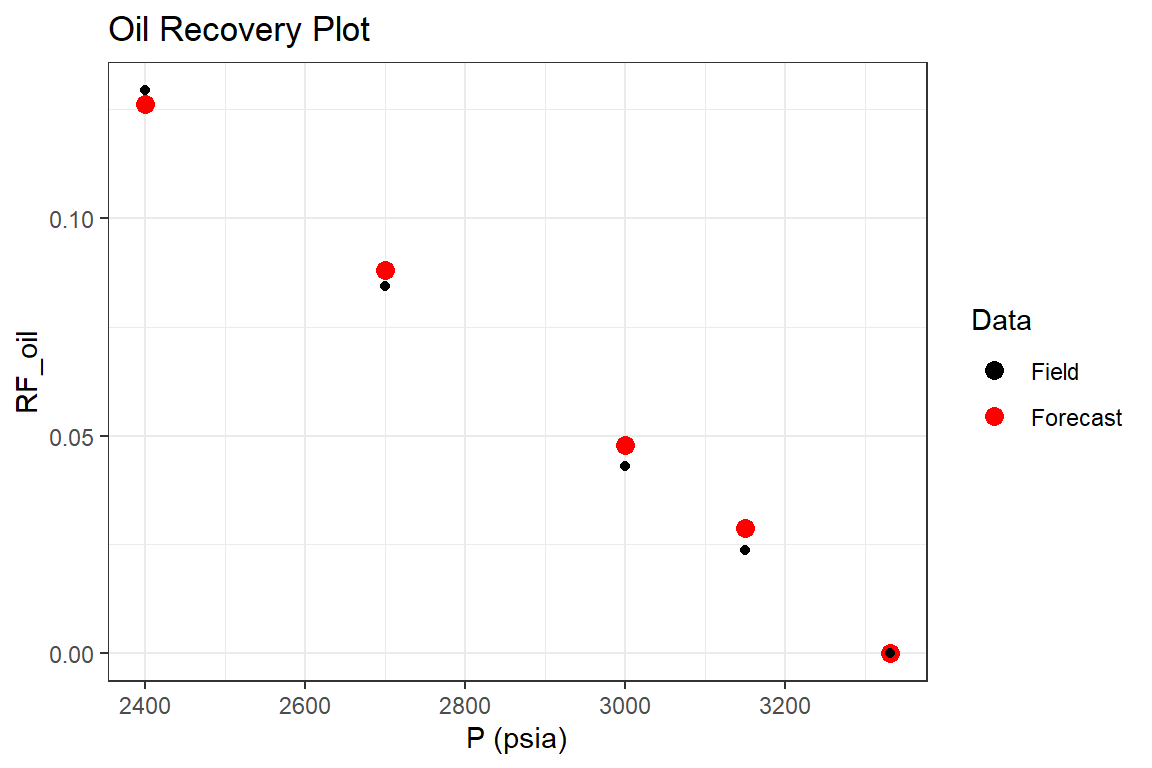 Oil Recovery Plot
RF_oil
0.10
0.05
0.00
2400 2600 2800 3000 3200
P (psia)
Data
Field
Forecast